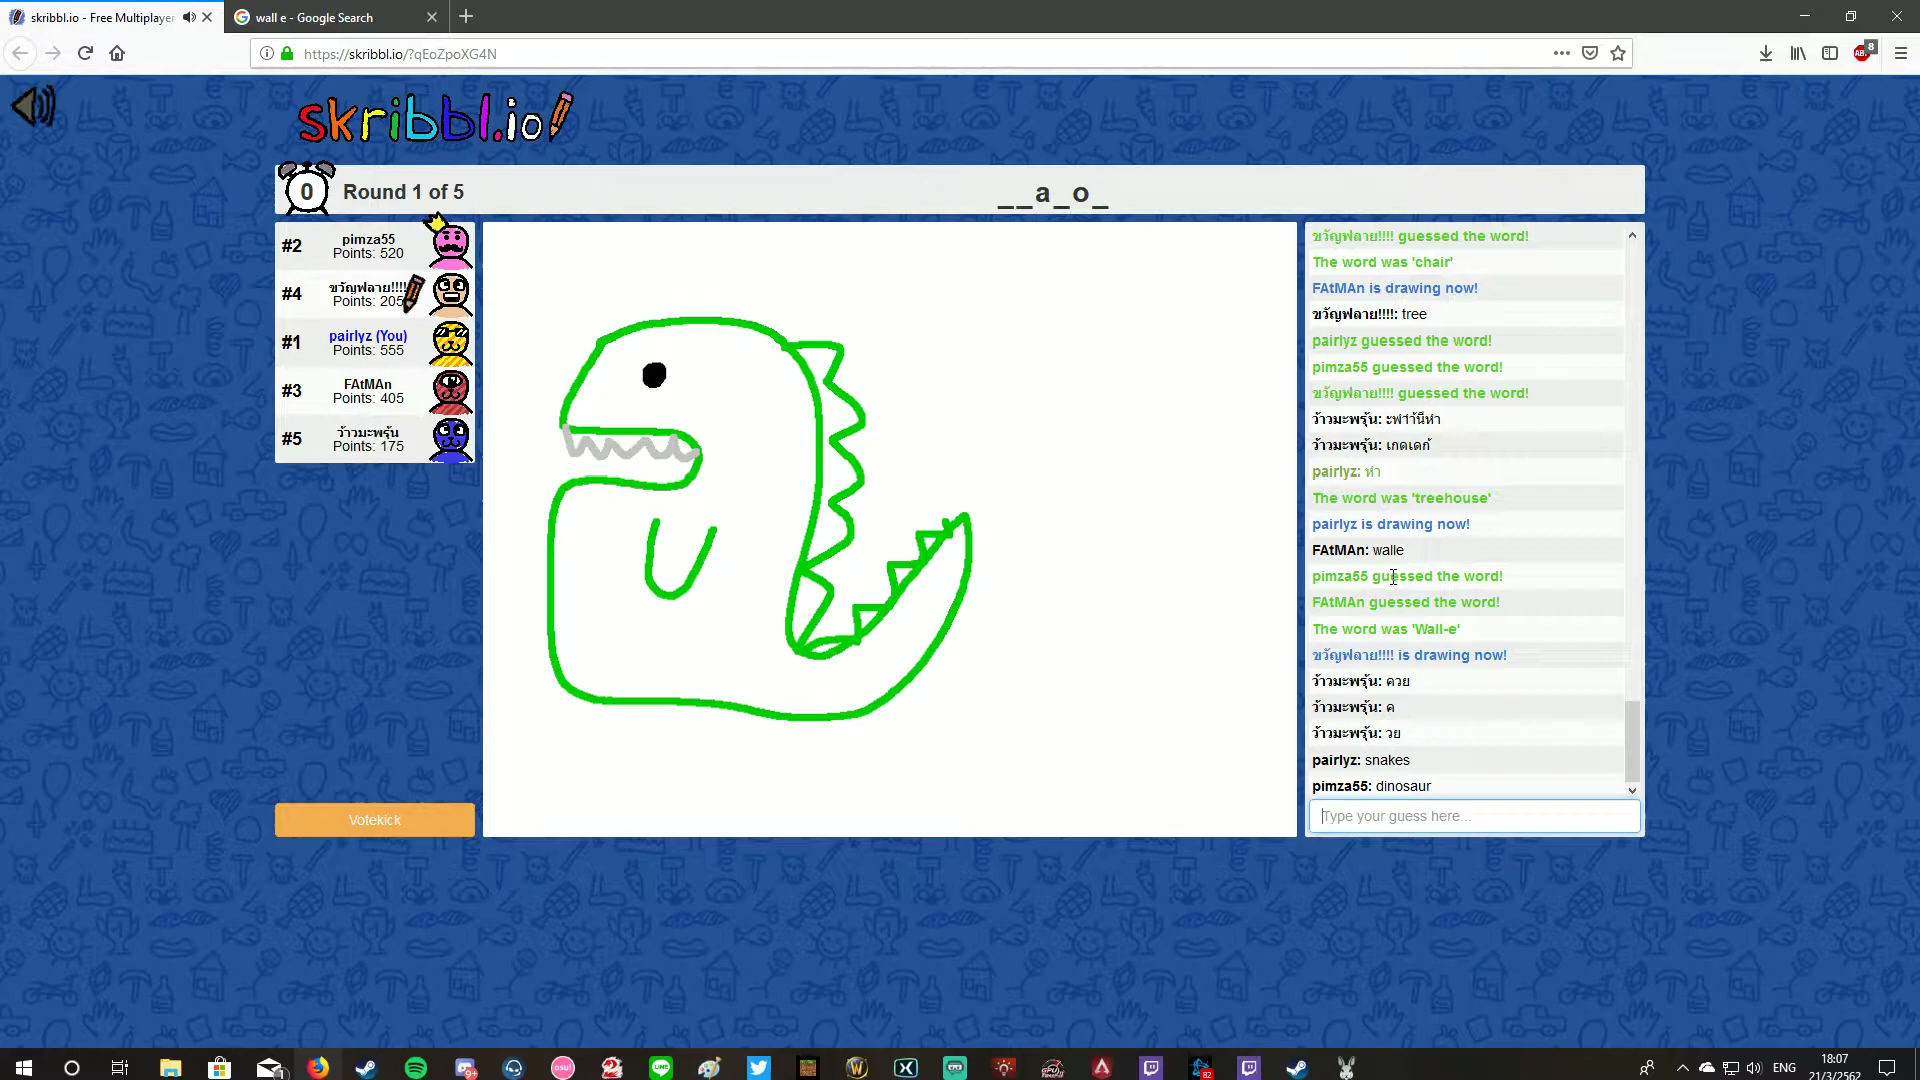 skribbl.io - Free Multiplayer
wall e - Google Search
https://skribbl.io/?qEoZpoXG4N
8
skribbl.io
0
Round 1 of 5
__a_o_
#2
pimza55
Points: 520
#4
ขวัญฟลาย!!!!
Points: 205
#1
pairlyz (You)
Points: 555
#3
FAtMAn
Points: 405
#5
ว้าวมะพรุ้น
Points: 175
Votekick
ขวัญฟลาย!!!! guessed the word!
The word was 'chair'
FAtMAn is drawing now!
ขวัญฟลาย!!!!: tree
pairlyz guessed the word!
pimza55 guessed the word!
ขวัญฟลาย!!!! guessed the word!
ว้าวมะพรุ้น:
ว้าวมะพรุ้น: เกดเดก้
pairlyz: หำ
The word was 'treehouse'
pairlyz is drawing now!
FAtMAn: walle
pimza55 guessed the word!
FAtMAn guessed the word!
The word was 'Wall-e'
ขวัญฟลาย!!!! is drawing now!
ว้าวมะพรุ้น: ควย
ว้าวมะพรุ้น: ค
ว้าวมะพรุ้น: วย
pairlyz: snakes
pimza55: dinosaur
Type your guess here...
ENG
18:07
21/3/2562